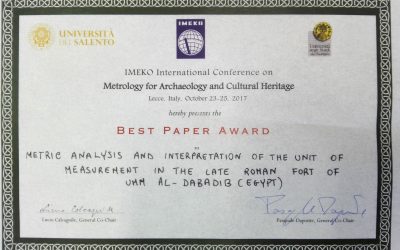 UNIVERSITÀ
DEL SALENTO
IMEKO
IMEKO International Conference on
Metrology for Archaeology and Cultural Heritage
Lecce, Italy, October 23-25, 2017
hereby presents the
BEST PAPER AWARD
to
METRIC ANALYSIS AND INTERPRETATION OF THE UNIT OF
MEASUREMENT IN THE LATE ROMAN FORT OF
UMM AL-DABADIB (EGYPT)
General Co-Chair
Pasquale Daponte, General Co-Chair